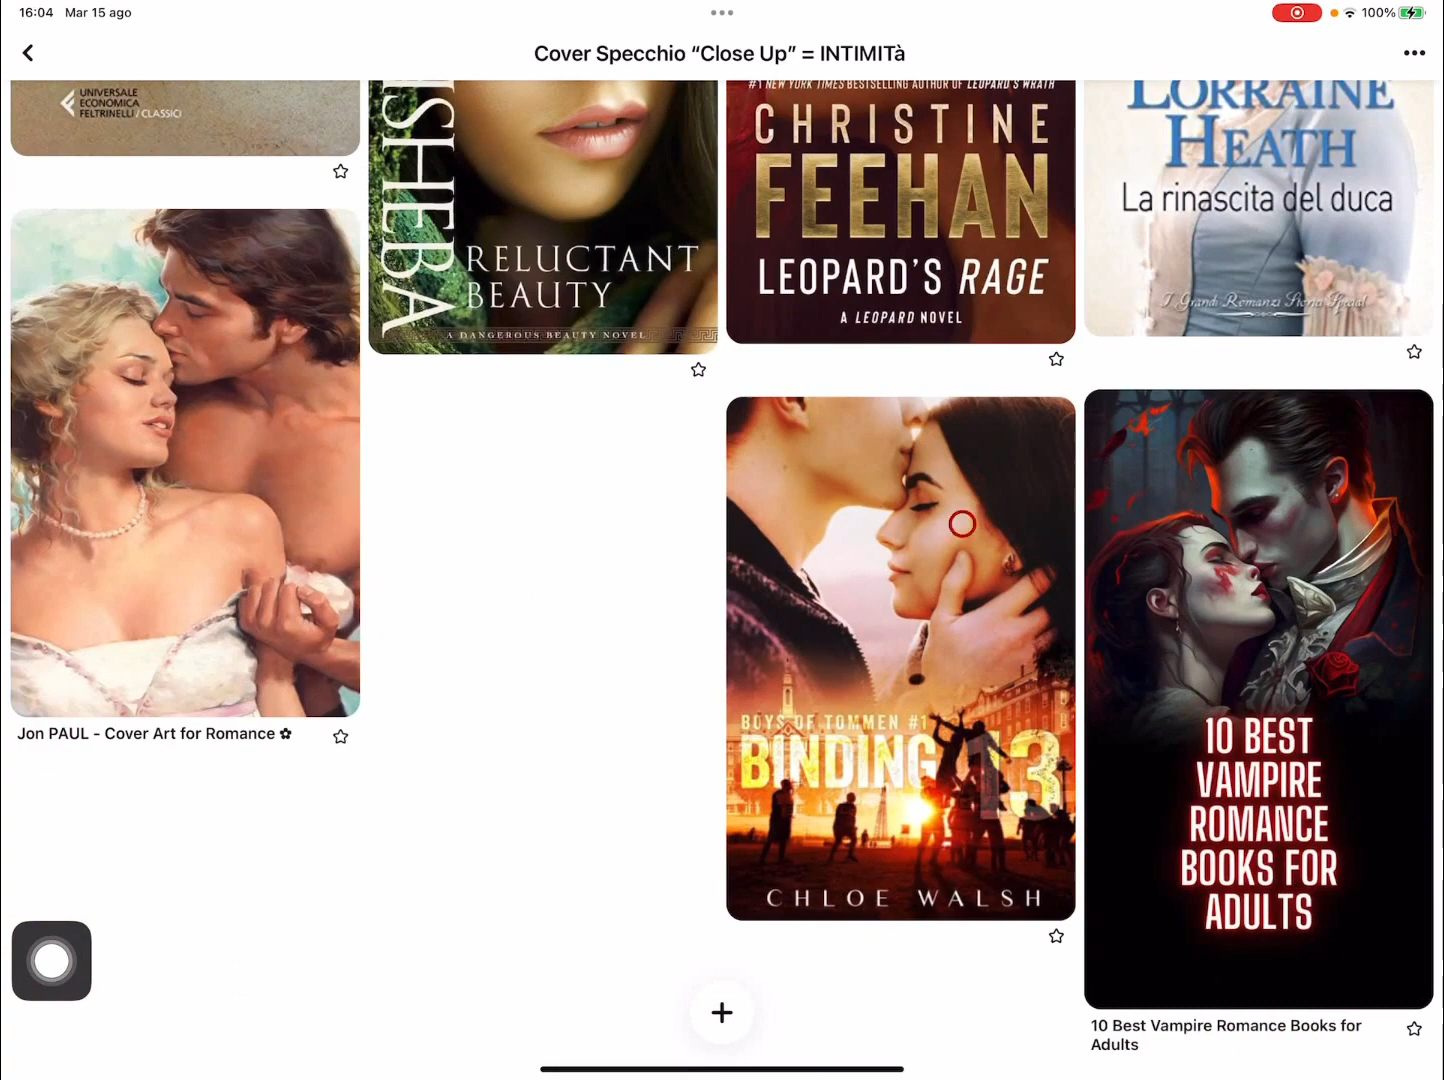 16:04 Mar 15 ago
100%
Cover Specchio “Close Up” = INTIMITà
UNIVERSALE
ECONOMICA
FELTRINELLI / CLASSICI
Jon PAUL - Cover Art for Romance ✿
ISHEBA
RELUCTANT
BEAUTY
A DANGEROUS BEAUTY NOVEL
#1 NEW YORK TIMES BESTSELLING AUTHOR OF LEOPARD'S WRATH
CHRISTINE
FEEHAN
LEOPARD'S RAGE
A LEOPARD NOVEL
BOYS OF TOMMEN #1
BINDING 13
CHLOE WALSH
LORRAINE
HEATH
La rinascita del duca
I Grandi Romanzi Storici Special
10 BEST
VAMPIRE
ROMANCE
BOOKS FOR
ADULTS
10 Best Vampire Romance Books for
Adults